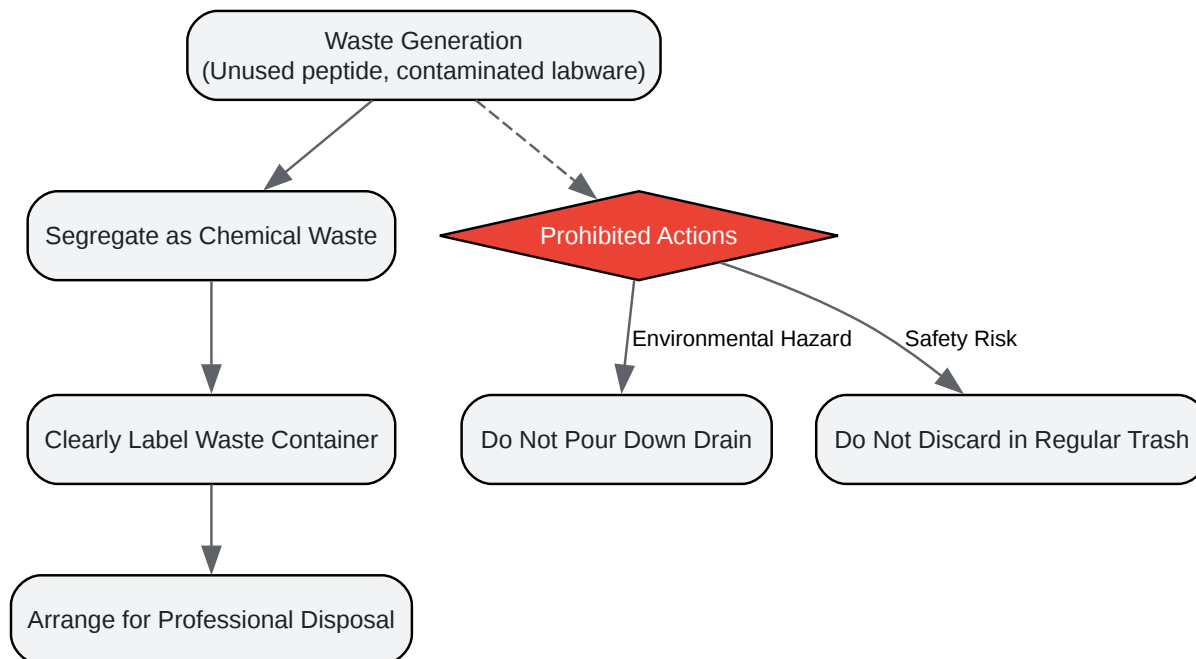 Waste Generation
(Unused peptide, contaminated labware)
Segregate as Chemical Waste
Prohibited Actions
Environmental Hazard
Safety Risk
Clearly Label Waste Container
Do Not Pour Down Drain
Do Not Discard in Regular Trash
Arrange for Professional Disposal